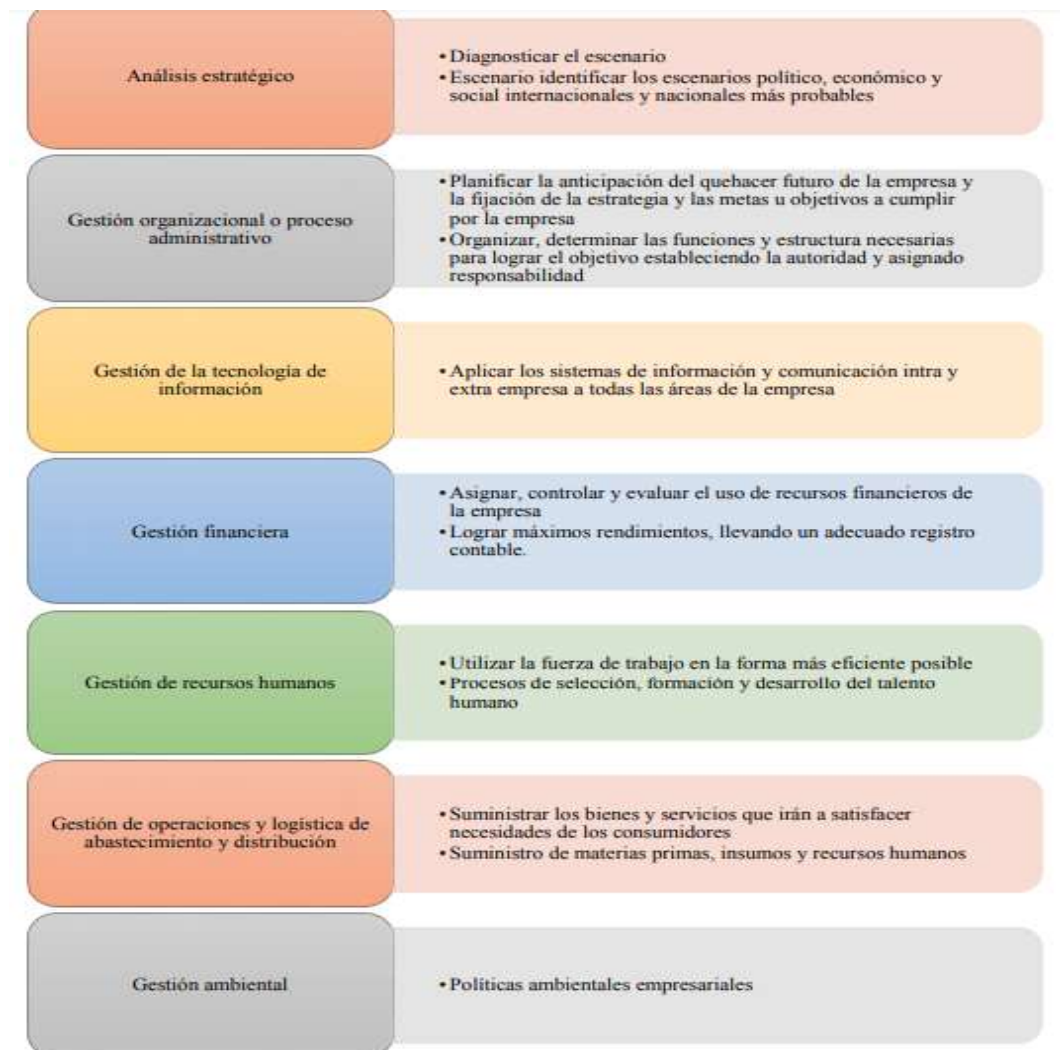 Análisis estratégico
•Diagnosticar el escenario
•Escenario identificar los escenarios político, económico y
social internacionales y nacionales más probables
Gestión organizacional o proceso
administrativo
•Planificar la anticipación del quehacer futuro de la empresa y
la fijación de la estrategia y las metas u objetivos a cumplir
por la empresa
•Organizar, determinar las funciones y estructura necesarias
para lograr el objetivo estableciendo la autoridad y asignado
responsabilidad
Gestión de la tecnología de
información
•Aplicar los sistemas de información y comunicación intra y
extra empresa a todas las áreas de la empresa
Gestión financiera
•Asignar, controlar y evaluar el uso de recursos financieros de
la empresa
•Lograr máximos rendimientos, llevando un adecuado registro
contable.
Gestión de recursos humanos
•Utilizar la fuerza de trabajo en la forma más eficiente posible
•Procesos de selección, formación y desarrollo del talento
humano
Gestión de operaciones y logística de
abastecimiento y distribución
•Suministrar los bienes y servicios que irán a satisfacer
necesidades de los consumidores
•Suministro de materias primas, insumos y recursos humanos
Gestión ambiental
•Políticas ambientales empresariales